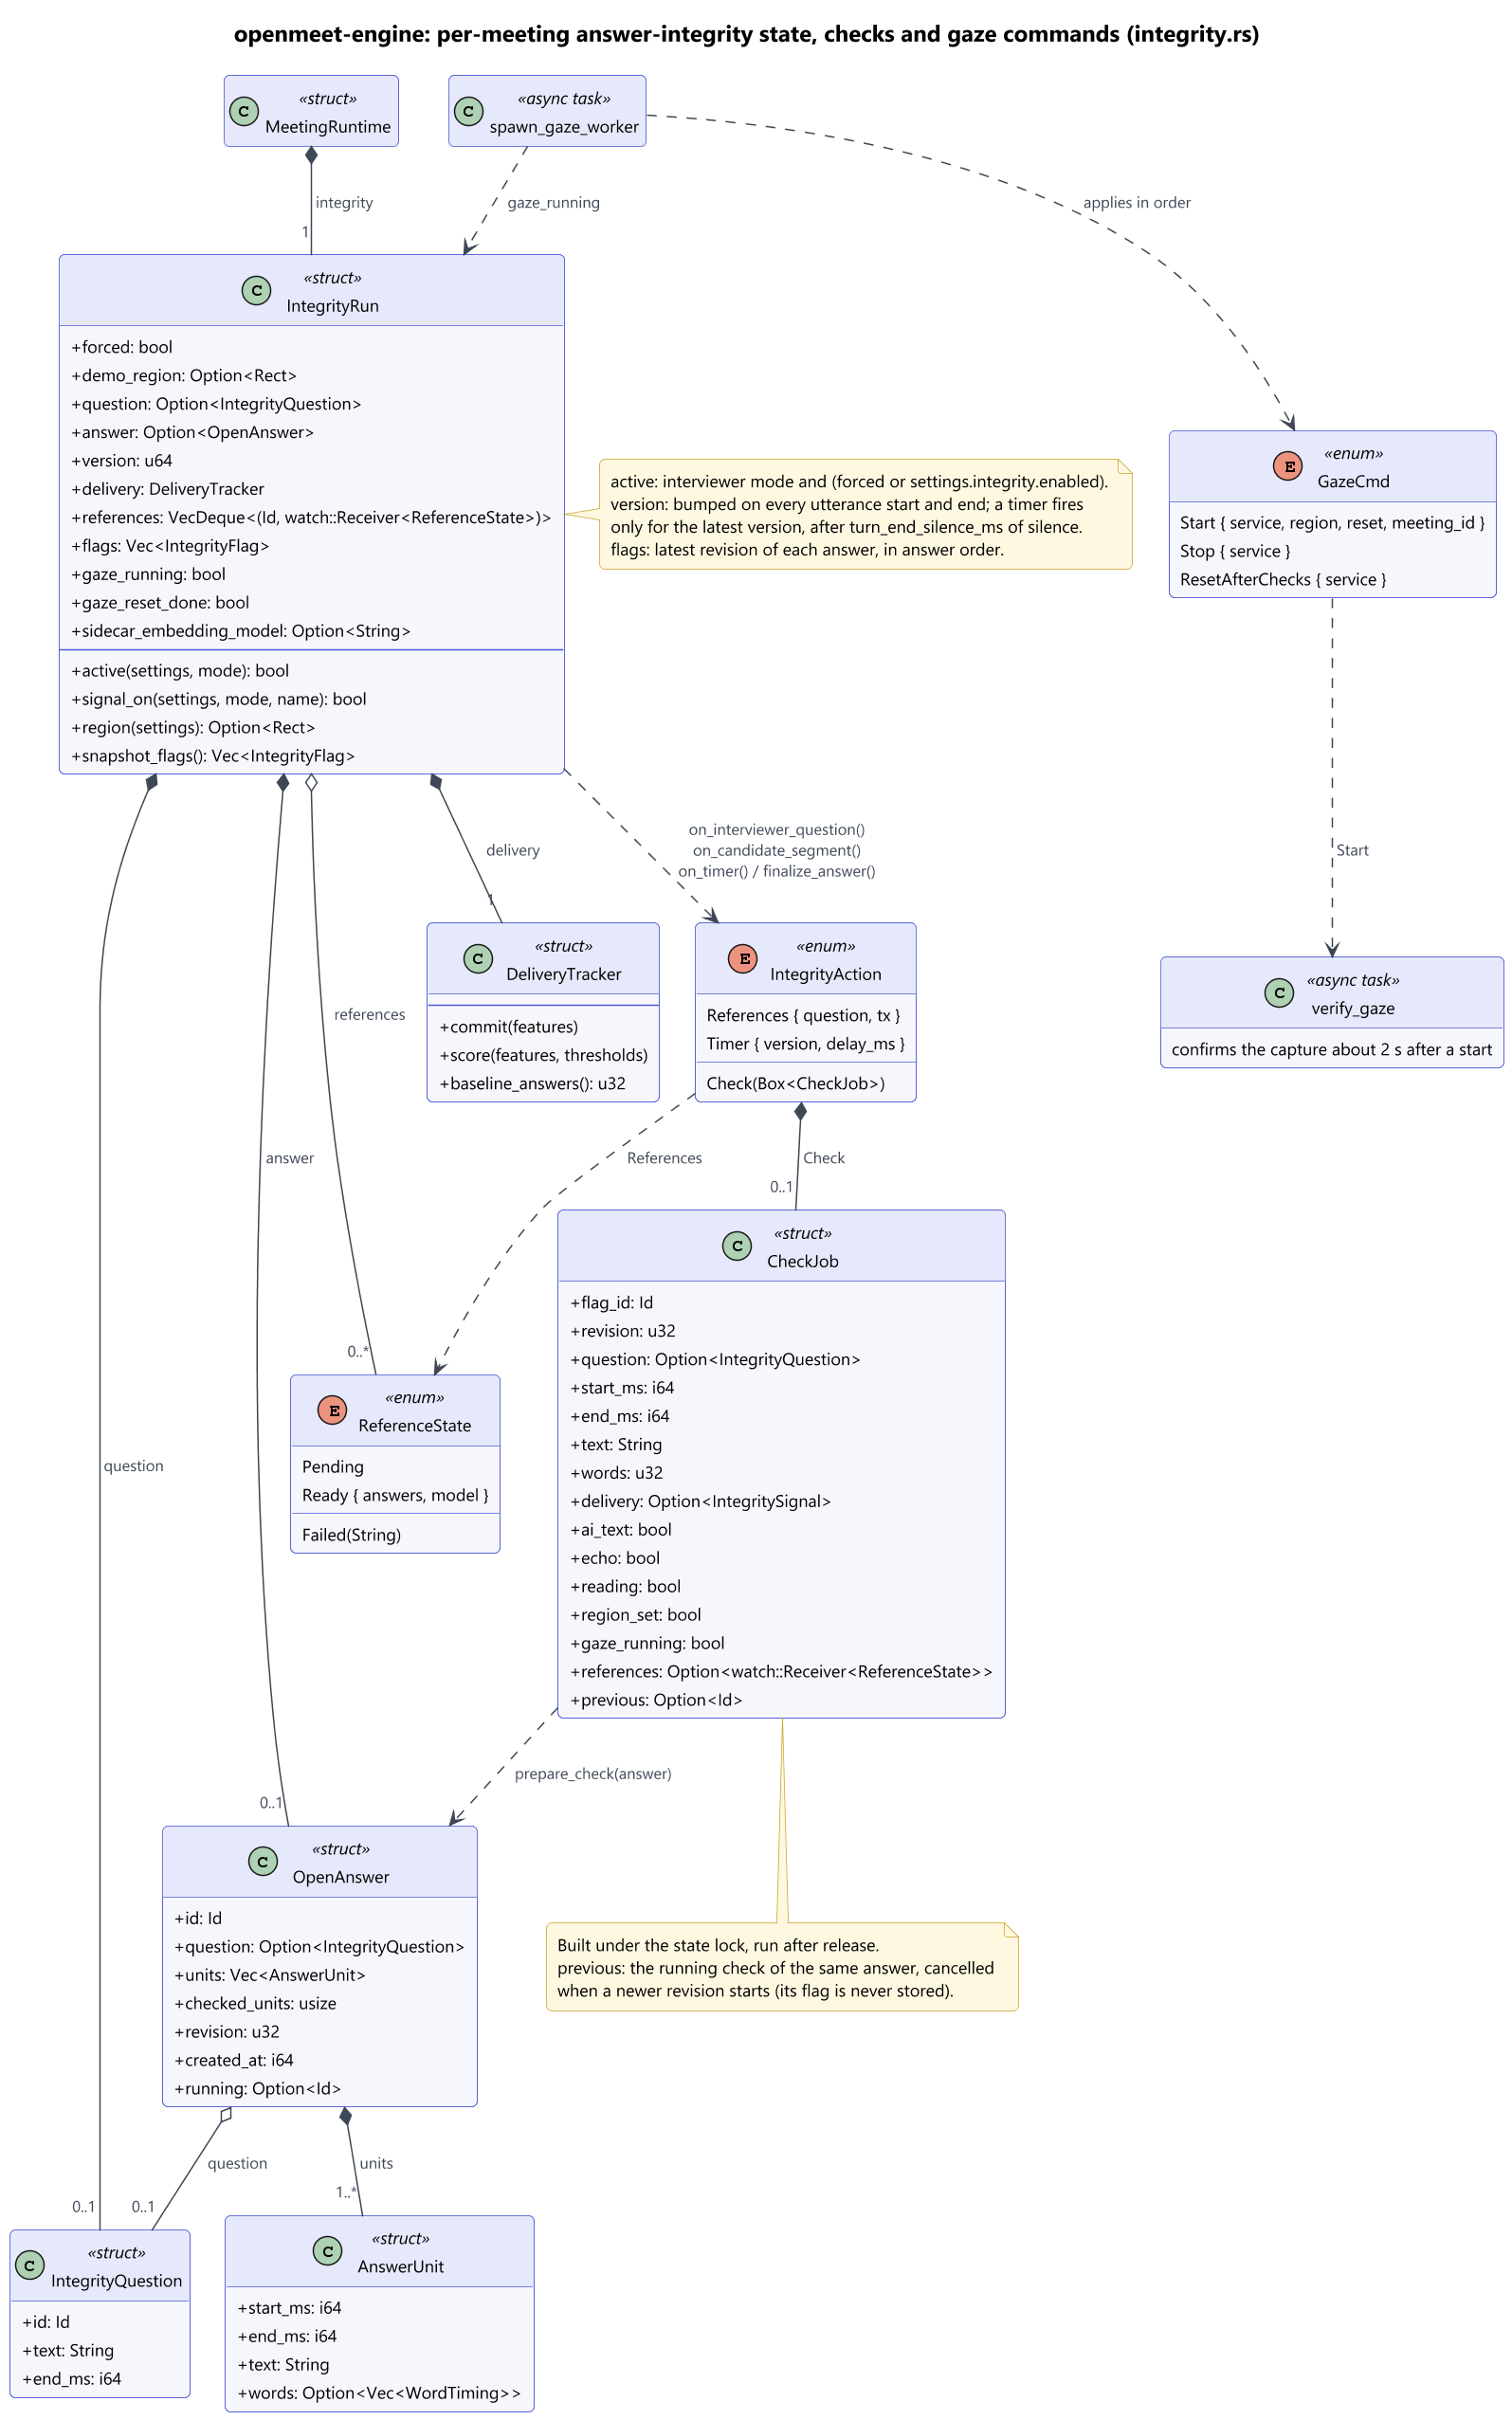 openmeet-engine: per-meeting answer-integrity state, checks and gaze commands (integrity.rs)
C
«struct»
MeetingRuntime
C
«async task»
spawn_gaze_worker
integrity
1
gaze_running
applies in order
C
«struct»
IntegrityRun
+forced: bool
+demo_region: Option<Rect>
+question: Option<IntegrityQuestion>
+answer: Option<OpenAnswer>
+version: u64
+delivery: DeliveryTracker
+references: VecDeque<(Id, watch::Receiver<ReferenceState>)>
+flags: Vec<IntegrityFlag>
+gaze_running: bool
+gaze_reset_done: bool
+sidecar_embedding_model: Option<String>
+active(settings, mode): bool
+signal_on(settings, mode, name): bool
+region(settings): Option<Rect>
+snapshot_flags(): Vec<IntegrityFlag>
active: interviewer mode and (forced or settings.integrity.enabled).
version: bumped on every utterance start and end; a timer fires
only for the latest version, after turn_end_silence_ms of silence.
flags: latest revision of each answer, in answer order.
E
«enum»
GazeCmd
Start { service, region, reset, meeting_id }
Stop { service }
ResetAfterChecks { service }
delivery
1
on_interviewer_question()
on_candidate_segment()
on_timer() / finalize_answer()
Start
C
«struct»
DeliveryTracker
+commit(features)
+score(features, thresholds)
+baseline_answers(): u32
E
«enum»
IntegrityAction
References { question, tx }
Timer { version, delay_ms }
Check(Box<CheckJob>)
C
«async task»
verify_gaze
confirms the capture about 2 s after a start
references
answer
References
Check
0..1
0..*
C
«struct»
CheckJob
+flag_id: Id
+revision: u32
+question: Option<IntegrityQuestion>
+start_ms: i64
+end_ms: i64
+text: String
+words: u32
+delivery: Option<IntegritySignal>
+ai_text: bool
+echo: bool
+reading: bool
+region_set: bool
+gaze_running: bool
+references: Option<watch::Receiver<ReferenceState>>
+previous: Option<Id>
E
«enum»
ReferenceState
Pending
Ready { answers, model }
Failed(String)
question
prepare_check(answer)
0..1
C
«struct»
OpenAnswer
+id: Id
+question: Option<IntegrityQuestion>
+units: Vec<AnswerUnit>
+checked_units: usize
+revision: u32
+created_at: i64
+running: Option<Id>
Built under the state lock, run after release.
previous: the running check of the same answer, cancelled
when a newer revision starts (its flag is never stored).
question
units
0..1
0..1
1..*
C
«struct»
IntegrityQuestion
+id: Id
+text: String
+end_ms: i64
C
«struct»
AnswerUnit
+start_ms: i64
+end_ms: i64
+text: String
+words: Option<Vec<WordTiming>>